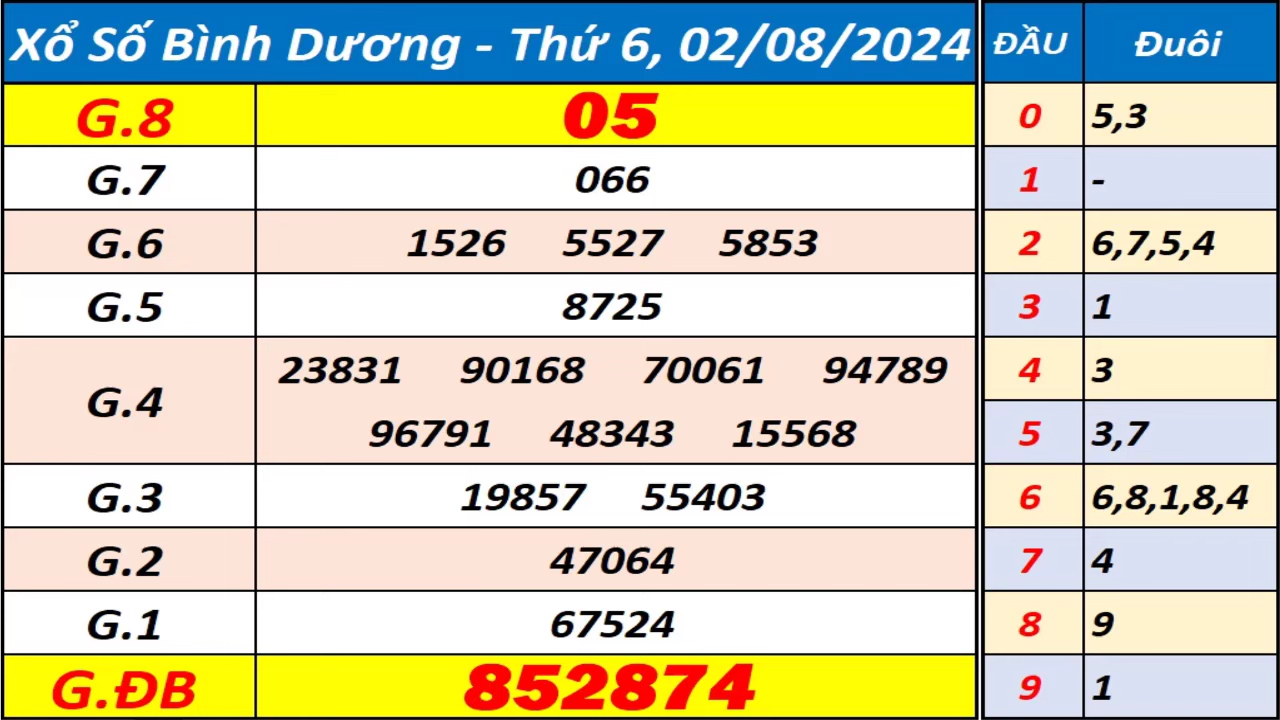 Xổ Số Bình Dương - Thứ 6, 02/08/2024
G.8 05
G.7 066
G.6 1526 5527 5853
G.5 8725
G.4 23831 90168 70061 94789
96791 48343 15568
G.3 19857 55403
G.2 47064
G.1 67524
G.ĐB 852874
ĐẦU Đuôi
0 5,3
1 -
2 6,7,5,4
3 1
4 3
5 3,7
6 6,8,1,8,4
7 4
8 9
9 1